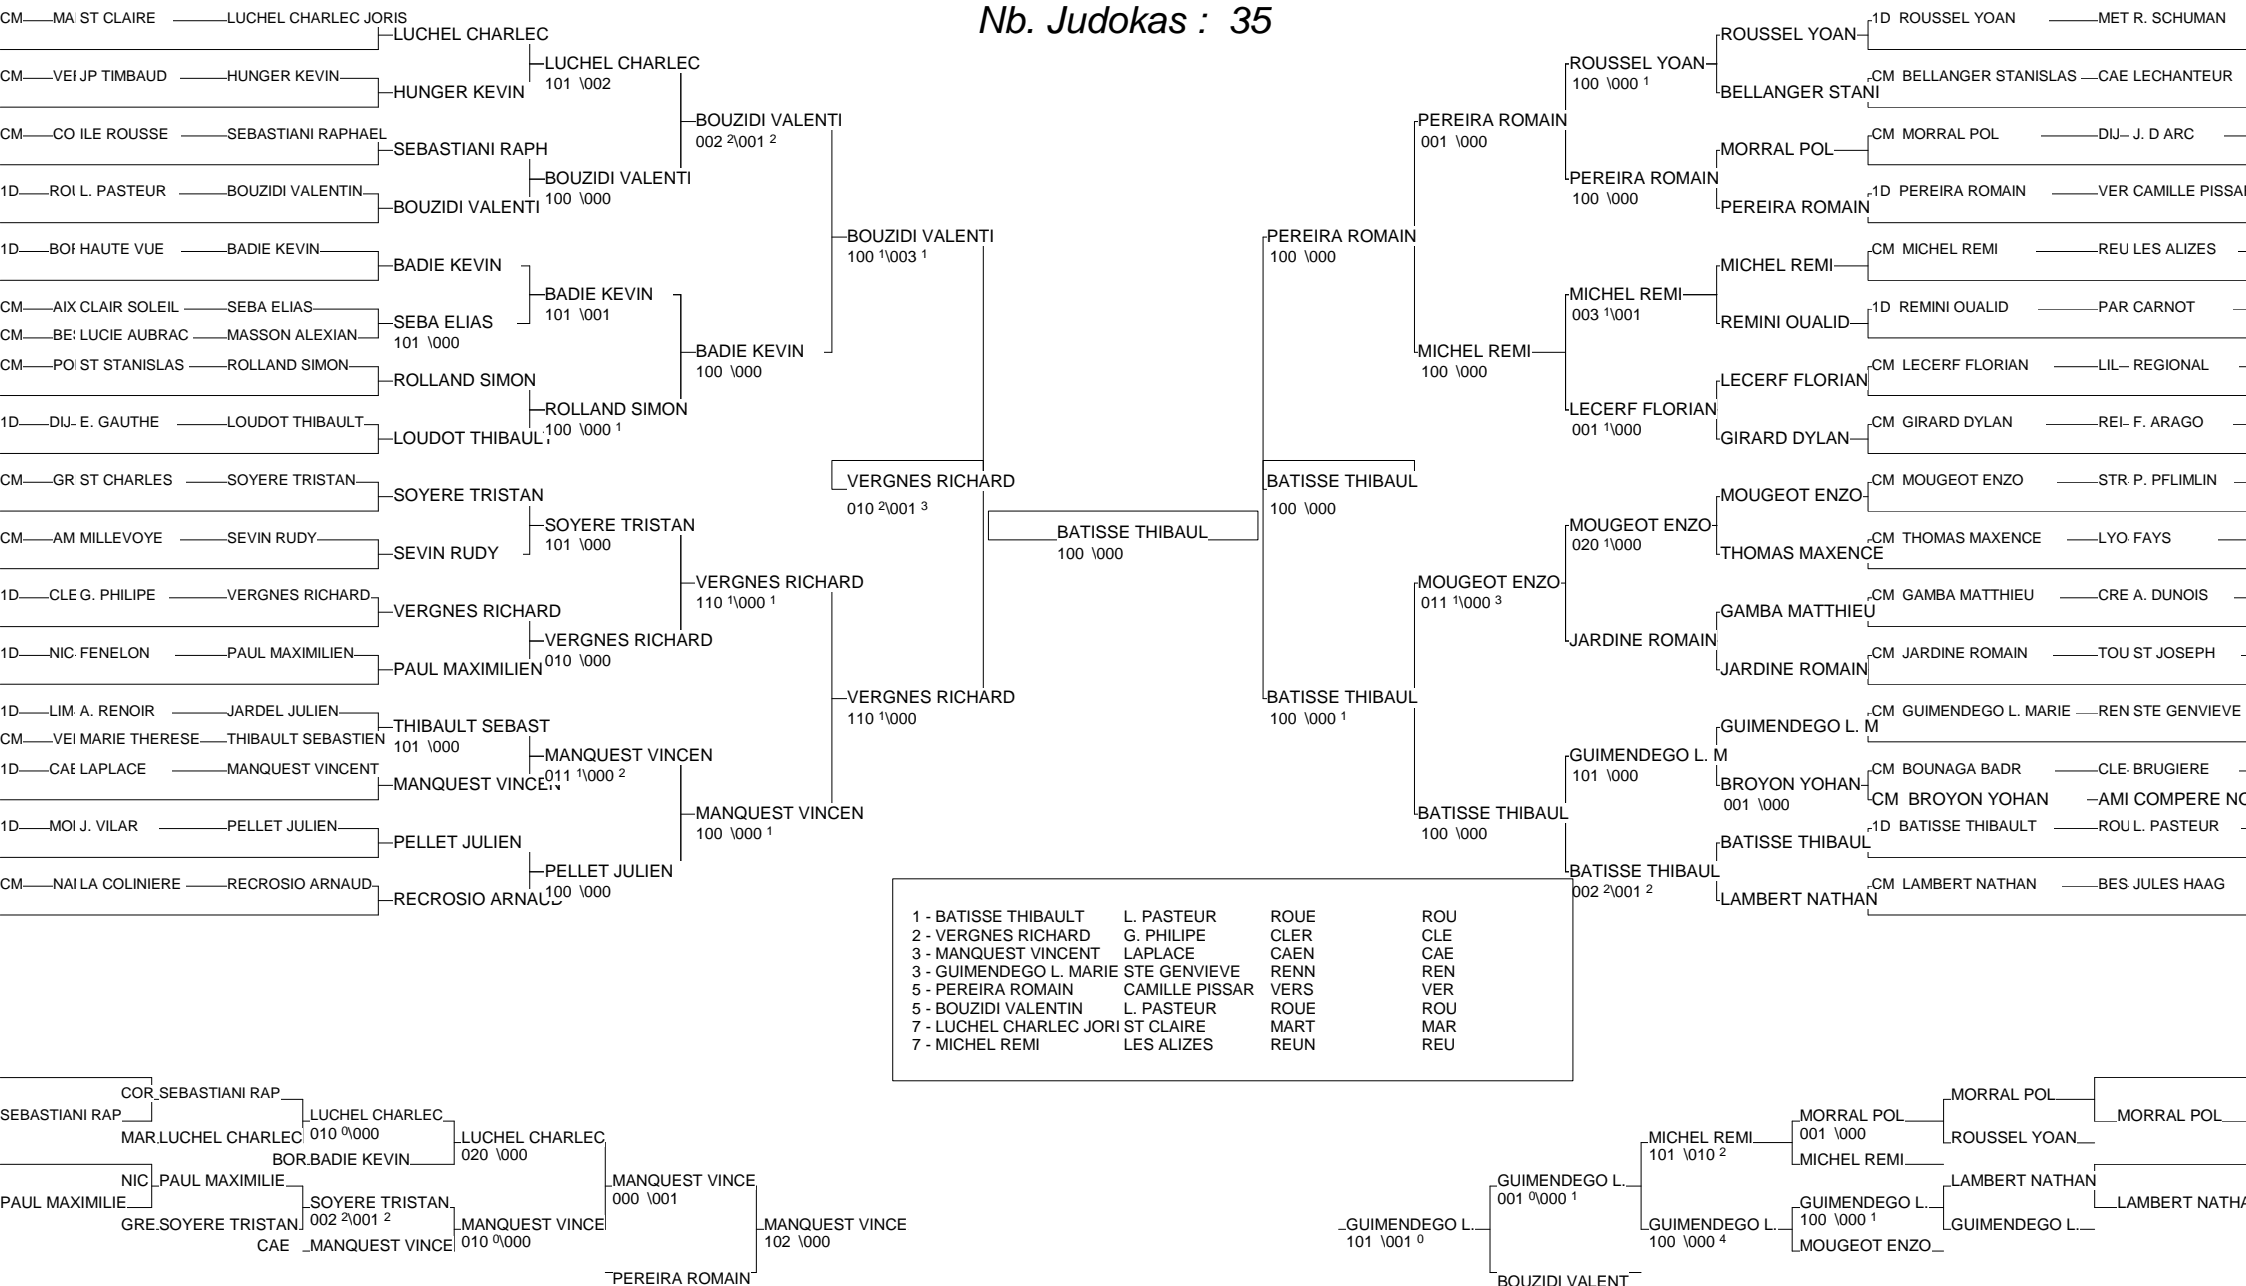 Nb. Judokas : 35
CM MA ST CLAIRE LUCHEL CHARLEC JORIS
CM VE JP TIMBAUD HUNGER KEVIN
CM CO ILE ROUSSE SEBASTIANI RAPHAEL
1D ROU L. PASTEUR BOUZIDI VALENTIN
1D BOR HAUTE VUE BADIE KEVIN
CM AIX CLAIR SOLEIL SEBA ELIAS
CM BES LUCIE AUBRAC MASSON ALEXIAN
CM POI ST STANISLAS ROLLAND SIMON
1D DIJ E. GAUTHE LOUDOT THIBAULT
CM GR ST CHARLES SOYERE TRISTAN
CM AM MILLEVOYE SEVIN RUDY
1D CLE G. PHILIPE VERGNES RICHARD
1D NIC FENELON PAUL MAXIMILIEN
1D LIM A. RENOIR JARDEL JULIEN
CM VE MARIE THERESE THIBAULT SEBASTIEN
1D CAE LAPLACE MANQUEST VINCENT
1D MO J. VILAR PELLET JULIEN
CM NA LA COLINIERE RECROSIO ARNAUD
LUCHEL CHARLEC
HUNGER KEVIN
SEBASTIANI RAPH
BOUZIDI VALENTI
BADIE KEVIN
SEBA ELIAS
101 \000
ROLLAND SIMON
LOUDOT THIBAULT
SOYERE TRISTAN
SEVIN RUDY
VERGNES RICHARD
PAUL MAXIMILIEN
THIBAULT SEBAST
101 \000
MANQUEST VINCEN
PELLET JULIEN
RECROSIO ARNAUD
LUCHEL CHARLEC
101 \002
BOUZIDI VALENTI
100 \000
BADIE KEVIN
101 \001
ROLLAND SIMON
100 \000 1
SOYERE TRISTAN
101 \000
VERGNES RICHARD
010 \000
MANQUEST VINCEN
011 1\000 2
PELLET JULIEN
100 \000
BOUZIDI VALENTI
002 2\001 2
BADIE KEVIN
100 \000
VERGNES RICHARD
110 1\000 1
MANQUEST VINCEN
100 \000 1
BOUZIDI VALENTI
100 1\003 1
VERGNES RICHARD
010 2\001 3
VERGNES RICHARD
110 1\000
BATISSE THIBAUL
100 \000
PEREIRA ROMAIN
100 \000
BATISSE THIBAUL
100 \000
BATISSE THIBAUL
100 \000 1
PEREIRA ROMAIN
001 \000
MICHEL REMI
100 \000
MOUGEOT ENZO
011 1\000 3
BATISSE THIBAUL
100 \000
ROUSSEL YOAN
100 \000 1
PEREIRA ROMAIN
100 \000
MICHEL REMI
003 1\001
LECERF FLORIAN
001 1\000
MOUGEOT ENZO
020 1\000
JARDINE ROMAIN
GUIMENDEGO L. M
101 \000
BATISSE THIBAUL
002 2\001 2
ROUSSEL YOAN
BELLANGER STANI
MORRAL POL
PEREIRA ROMAIN
MICHEL REMI
REMINI OUALID
LECERF FLORIAN
GIRARD DYLAN
MOUGEOT ENZO
THOMAS MAXENCE
GAMBA MATTHIEU
JARDINE ROMAIN
GUIMENDEGO L. M
BROYON YOHAN
001 \000
BATISSE THIBAUL
LAMBERT NATHAN
1D ROUSSEL YOAN MET R. SCHUMAN
CM BELLANGER STANISLAS CAE LECHANTEUR
CM MORRAL POL DIJ J. D ARC
1D PEREIRA ROMAIN VER CAMILLE PISSAR
CM MICHEL REMI REU LES ALIZES
1D REMINI OUALID PAR CARNOT
CM LECERF FLORIAN LIL REGIONAL
CM GIRARD DYLAN REI F. ARAGO
CM MOUGEOT ENZO STR P. PFLIMLIN
CM THOMAS MAXENCE LYO FAYS
CM GAMBA MATTHIEU CRE A. DUNOIS
CM JARDINE ROMAIN TOU ST JOSEPH
CM GUIMENDEGO L. MARIE REN STE GENVIEVE
CM BOUNAGA BADR CLE BRUGIERE
CM BROYON YOHAN AMI COMPERE NO
1D BATISSE THIBAULT ROU L. PASTEUR
CM LAMBERT NATHAN BES JULES HAAG
1 - BATISSE THIBAULT L. PASTEUR ROUE ROU
2 - VERGNES RICHARD G. PHILIPE CLER CLE
3 - MANQUEST VINCENT LAPLACE CAEN CAE
3 - GUIMENDEGO L. MARIE STE GENVIEVE RENN REN
5 - PEREIRA ROMAIN CAMILLE PISSAR VERS VER
5 - BOUZIDI VALENTIN L. PASTEUR ROUE ROU
7 - LUCHEL CHARLEC JORI ST CLAIRE MART MAR
7 - MICHEL REMI LES ALIZES REUN REU
SEBASTIANI RAP
PAUL MAXIMILIE
COR SEBASTIANI RAP
MAR LUCHEL CHARLEC
BOR BADIE KEVIN
NIC PAUL MAXIMILIE
GRE SOYERE TRISTAN
CAE MANQUEST VINCE
LUCHEL CHARLEC
010 0\000
SOYERE TRISTAN
002 2\001 2
LUCHEL CHARLEC
020 \000
MANQUEST VINCE
010 0\000
MANQUEST VINCE
000 \001
PEREIRA ROMAIN
MANQUEST VINCE
102 \000
GUIMENDEGO L.
101 \001 0
GUIMENDEGO L.
001 0\000 1
BOUZIDI VALENT
MICHEL REMI
101 \010 2
GUIMENDEGO L.
100 \000 4
MORRAL POL
001 \000
MICHEL REMI
GUIMENDEGO L.
100 \000 1
MOUGEOT ENZO
MORRAL POL
ROUSSEL YOAN
LAMBERT NATHAN
GUIMENDEGO L.
MORRAL POL
LAMBERT NATHA